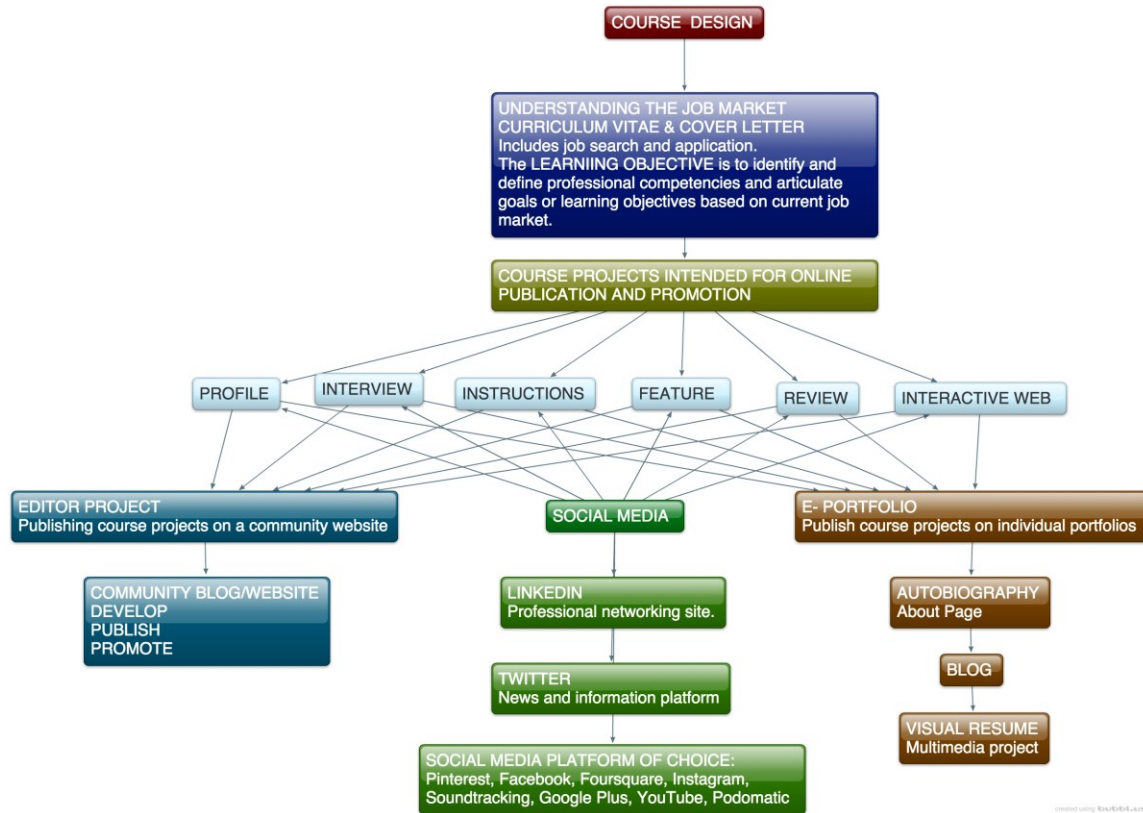 COURSE DESIGN
UNDERSTANDING THE JOB MARKET
CURRICULUM VITAE & COVER LETTER
Includes job search and application.
The LEARNIING OBJECTIVE is to identify and
define professional competencies and articulate
goals or learning objectives based on current job
market.
COURSE PROJECTS INTENDED FOR ONLINE
PUBLICATION AND PROMOTION
PROFILE
INTERVIEW
INSTRUCTIONS
FEATURE
REVIEW
INTERACTIVE WEB
EDITOR PROJECT
Publishing course projects on a community website
SOCIAL MEDIA
E- PORTFOLIO
Publish course projects on individual portfolios
COMMUNITY BLOG/WEBSITE
DEVELOP
PUBLISH
PROMOTE
LINKEDIN
Professional networking site.
AUTOBIOGRAPHY
About Page
TWITTER
News and information platform
BLOG
VISUAL RESUME
Multimedia project
SOCIAL MEDIA PLATFORM OF CHOICE:
Pinterest, Facebook, Foursquare, Instagram,
Soundtracking, Google Plus, YouTube, Podomatic
created using